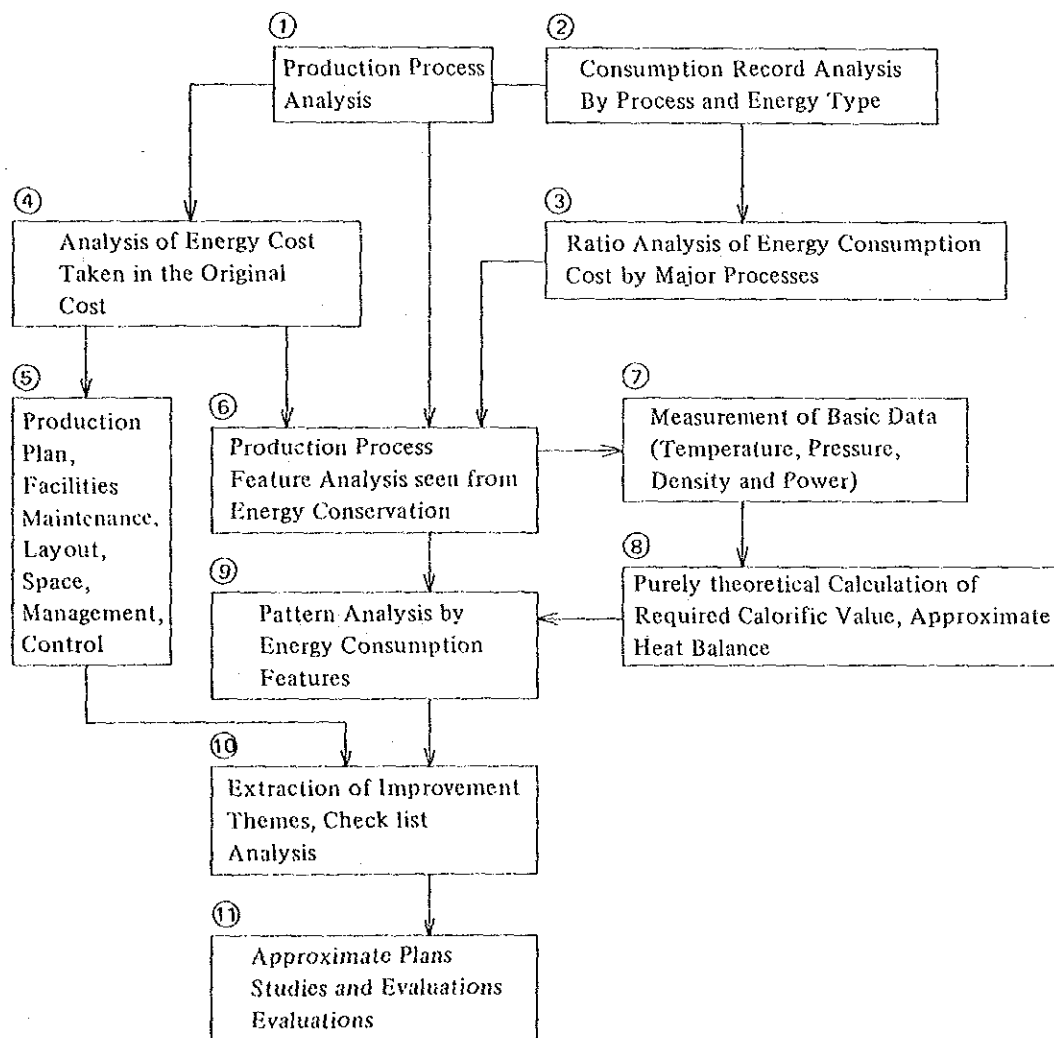 ①
Production Process
Analysis
②
Consumption Record Analysis
By Process and Energy Type
④
Analysis of Energy Cost
Taken in the Original
Cost
③
Ratio Analysis of Energy Consumption
Cost by Major Processes
⑤
Production
Plan,
Facilities
Maintenance,
Layout,
Space,
Management,
Control
⑥
Production Process
Feature Analysis seen from
Energy Conservation
⑦
Measurement of Basic Data
(Temperature, Pressure,
Density and Power)
⑧
Purely theoretical Calculation of
Required Calorific Value, Approximate
Heat Balance
⑨
Pattern Analysis by
Energy Consumption
Features
⑩
Extraction of Improvement
Themes, Check list
Analysis
⑪
Approximate Plans
Studies and Evaluations
Evaluations